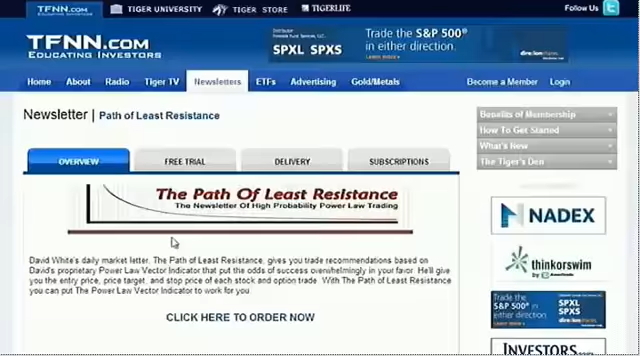 TFNN.COM TIGER UNIVERSITY TIGER STORE TIGERLIFE Follow Us
TFNN.COM
EDUCATING INVESTORS
SPXL SPXS
Trade the S&P 500®
in either direction.
Home About Radio Tiger TV Newsletters ETFs Advertising Gold/Metals Become a Member Login
Newsletter | Path of Least Resistance
Benefits of Membership
How To Get Started
What's New
The Tiger's Den
OVERVIEW FREE TRIAL DELIVERY SUBSCRIPTIONS
The Path Of Least Resistance
The Newsletter Of High Probability Power Law Trading
David White's daily market letter, The Path of Least Resistance, gives you trade recommendations based on
David's proprietary Power Law Vector Indicator that put the odds of success overwhelmingly in your favor. He'll give
you the entry price, price target, and stop price of each stock and option trade. With The Path of Least Resistance
you can put The Power Law Vector Indicator to work for you
CLICK HERE TO ORDER NOW
NADEX
thinkorswim
Trade the
S&P 500
in either
direction.
SPXL
SPXS
INVESTORS